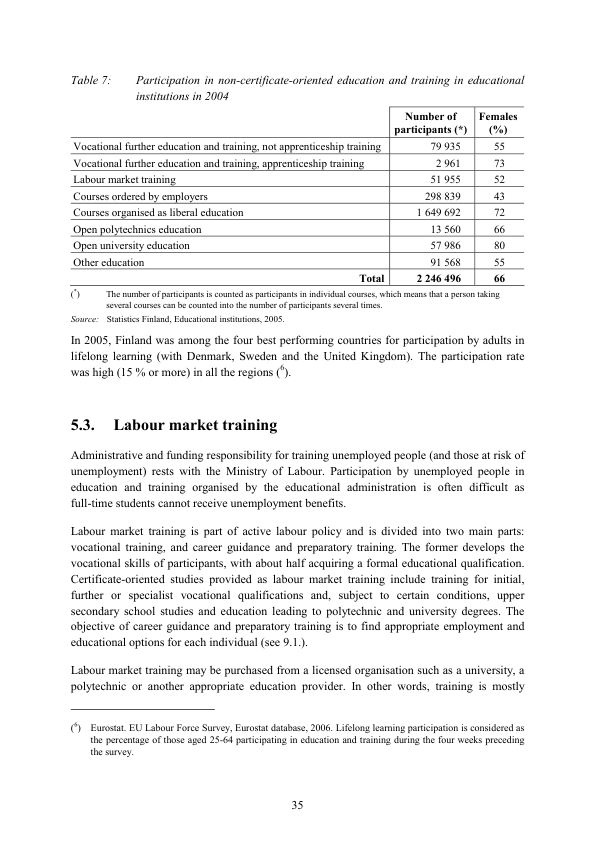 Table 7: Participation in non-certificate-oriented education and training in educational
institutions in 2004
Number of participants (*) Females (%)
Vocational further education and training, not apprenticeship training 79 935 55
Vocational further education and training, apprenticeship training 2 961 73
Labour market training 51 955 52
Courses ordered by employers 298 839 43
Courses organised as liberal education 1 649 692 72
Open polytechnics education 13 560 66
Open university education 57 986 80
Other education 91 568 55
Total 2 246 496 66
(*) The number of participants is counted as participants in individual courses, which means that a person taking
several courses can be counted into the number of participants several times.
Source: Statistics Finland, Educational institutions, 2005.
In 2005, Finland was among the four best performing countries for participation by adults in
lifelong learning (with Denmark, Sweden and the United Kingdom). The participation rate
was high (15 % or more) in all the regions (6).
5.3. Labour market training
Administrative and funding responsibility for training unemployed people (and those at risk of
unemployment) rests with the Ministry of Labour. Participation by unemployed people in
education and training organised by the educational administration is often difficult as
full-time students cannot receive unemployment benefits.
Labour market training is part of active labour policy and is divided into two main parts:
vocational training, and career guidance and preparatory training. The former develops the
vocational skills of participants, with about half acquiring a formal educational qualification.
Certificate-oriented studies provided as labour market training include training for initial,
further or specialist vocational qualifications and, subject to certain conditions, upper
secondary school studies and education leading to polytechnic and university degrees. The
objective of career guidance and preparatory training is to find appropriate employment and
educational options for each individual (see 9.1.).
Labour market training may be purchased from a licensed organisation such as a university, a
polytechnic or another appropriate education provider. In other words, training is mostly
(6) Eurostat. EU Labour Force Survey, Eurostat database, 2006. Lifelong learning participation is considered as
the percentage of those aged 25-64 participating in education and training during the four weeks preceding
the survey.
35